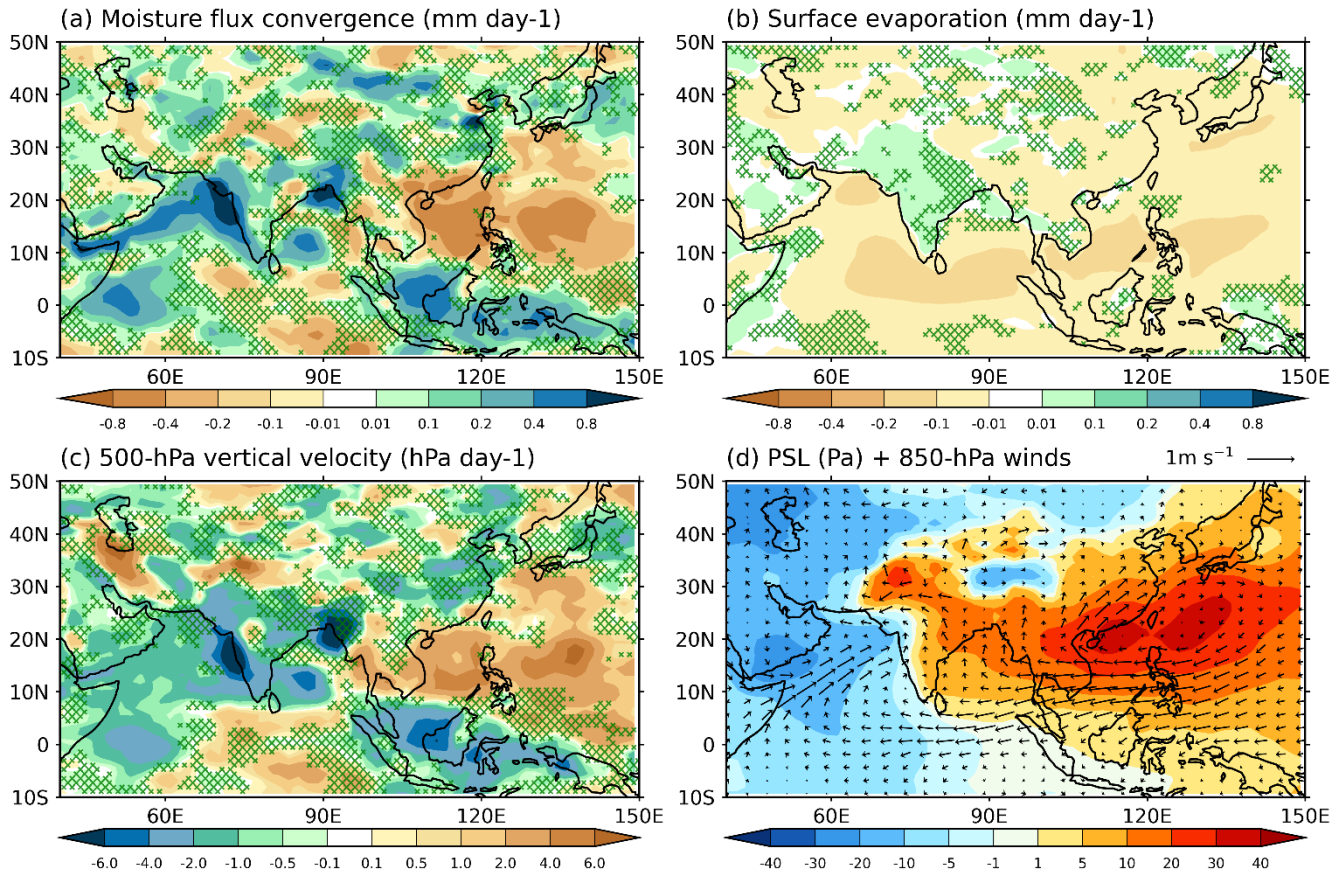 (a) Moisture flux convergence (mm day-1)
50N
40N
30N
20N
10N
0
10S
60E 90E 120E 150E
-0.8 -0.4 -0.2 -0.1 -0.01 0.01 0.1 0.2 0.4 0.8
(b) Surface evaporation (mm day-1)
50N
40N
30N
20N
10N
0
10S
60E 90E 120E 150E
-0.8 -0.4 -0.2 -0.1 -0.01 0.01 0.1 0.2 0.4 0.8
(c) 500-hPa vertical velocity (hPa day-1)
50N
40N
30N
20N
10N
0
10S
60E 90E 120E 150E
-6.0 -4.0 -2.0 -1.0 -0.5 -0.1 0.1 0.5 1.0 2.0 4.0 6.0
(d) PSL (Pa) + 850-hPa winds 1m s⁻¹
50N
40N
30N
20N
10N
0
10S
60E 90E 120E 150E
-40 -30 -20 -10 -5 -1 1 5 10 20 30 40